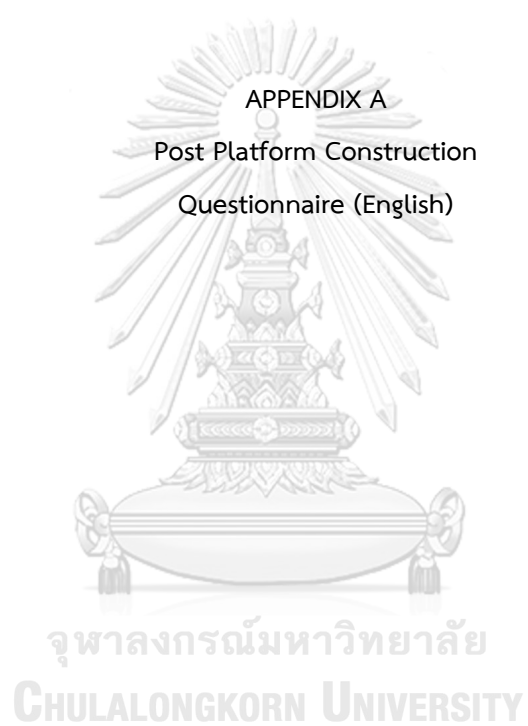 APPENDIX A
Post Platform Construction
Questionnaire (English)
จุฬาลงกรณ์มหาวิทยาลัย
CHULALONGKORN UNIVERSITY